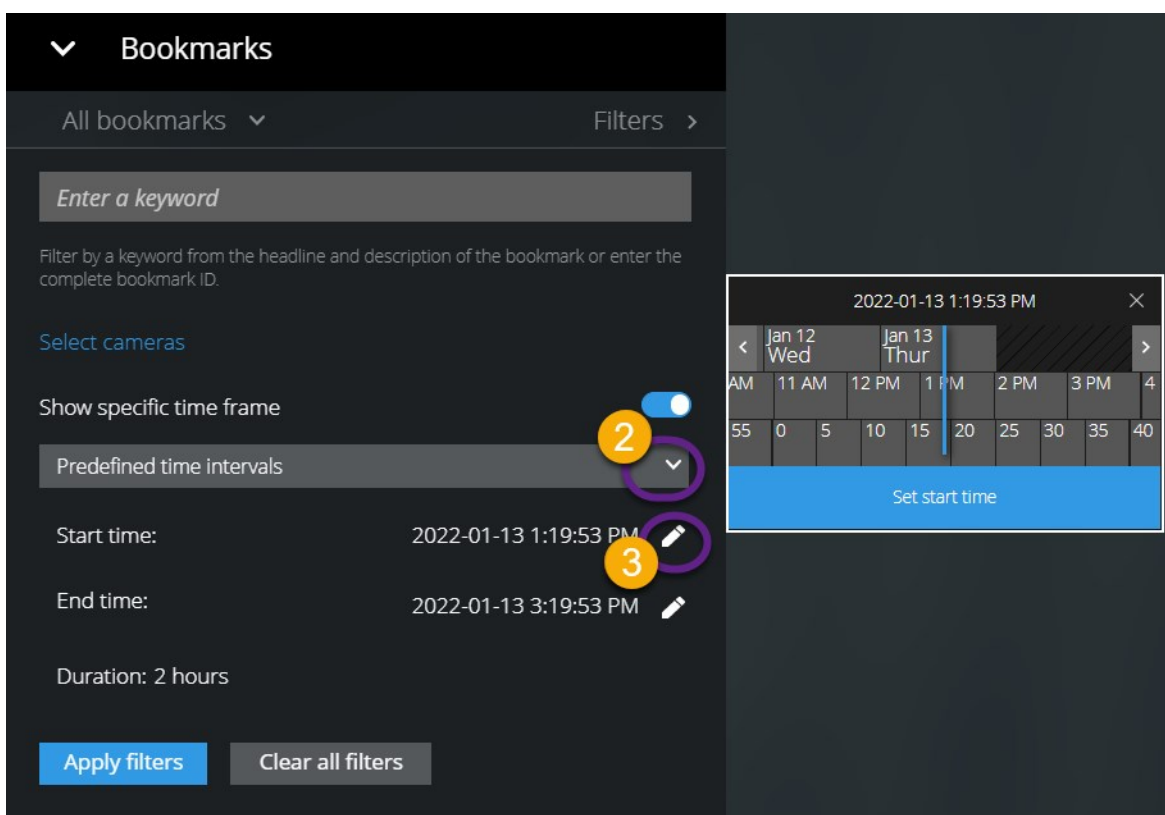 Bookmarks
All bookmarks
Filters
Enter a keyword
Filter by a keyword from the headline and description of the bookmark or enter the
complete bookmark ID.
Select cameras
Show specific time frame
2
Predefined time intervals
Start time: 2022-01-13 1:19:53 PM
3
End time: 2022-01-13 3:19:53 PM
Duration: 2 hours
Apply filters Clear all filters
2022-01-13 1:19:53 PM
Jan 12 Jan 13
Wed Thur
AM 11 AM 12 PM 1 PM 2 PM 3 PM 4
55 0 5 10 15 20 25 30 35 40
Set start time